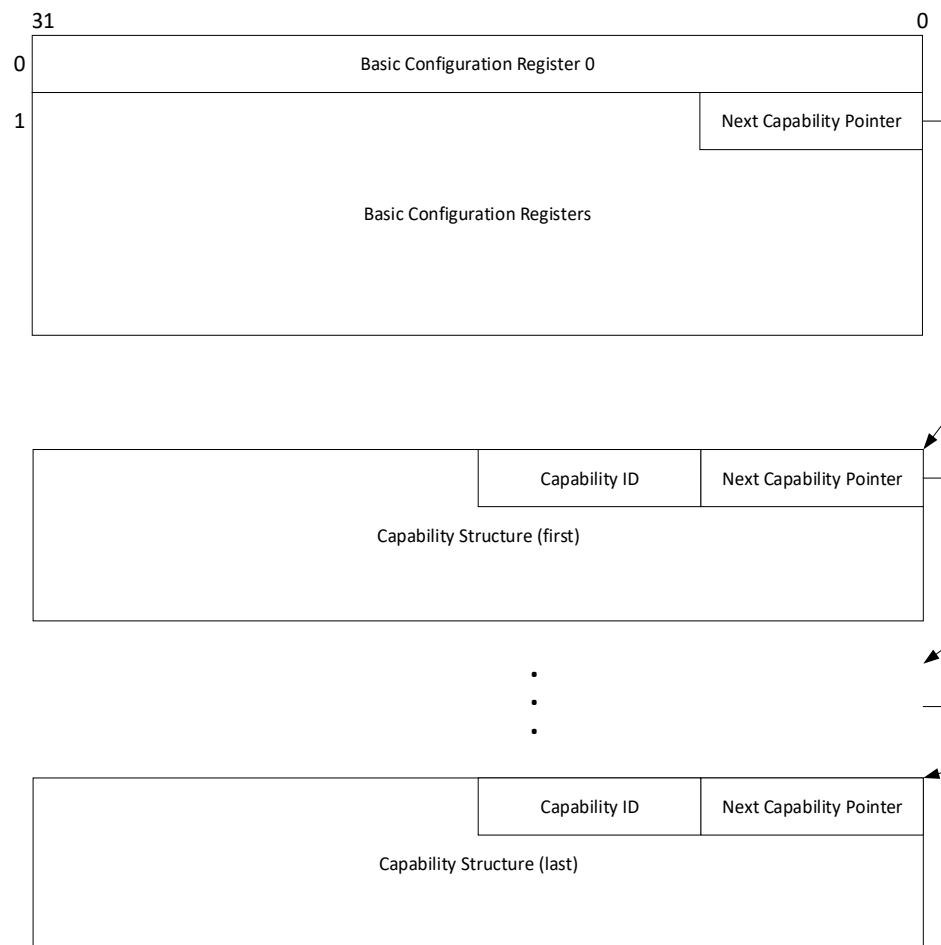 31 0
0 Basic Configuration Register 0
1 Next Capability Pointer
Basic Configuration Registers
Capability ID Next Capability Pointer
Capability Structure (first)
Capability ID Next Capability Pointer
Capability Structure (last)